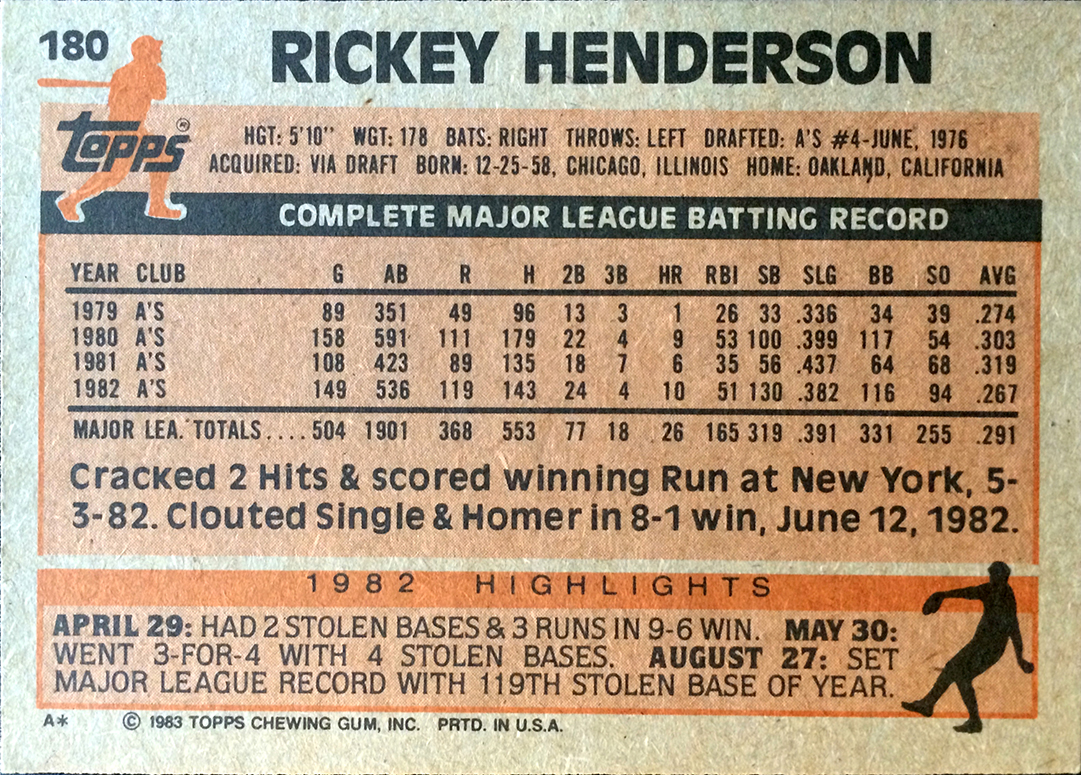 180
RICKEY HENDERSON
topps®
HGT: 5'10" WGT: 178 BATS: RIGHT THROWS: LEFT DRAFTED: A'S #4-JUNE, 1976
ACQUIRED: VIA DRAFT BORN: 12-25-58, CHICAGO, ILLINOIS HOME: OAKLAND, CALIFORNIA
COMPLETE MAJOR LEAGUE BATTING RECORD
YEAR CLUB G AB R H 2B 3B HR RBI SB SLG BB SO AVG
1979 A'S 89 351 49 96 13 3 1 26 33 .336 34 39 .274
1980 A'S 158 591 111 179 22 4 9 53 100 .399 117 54 .303
1981 A'S 108 423 89 135 18 7 6 35 56 .437 64 68 .319
1982 A'S 149 536 119 143 24 4 10 51 130 .382 116 94 .267
MAJOR LEA. TOTALS.... 504 1901 368 553 77 18 26 165 319 .391 331 255 .291
Cracked 2 Hits & scored winning Run at New York, 5-
3-82. Clouted Single & Homer in 8-1 win, June 12, 1982.
1982 HIGHLIGHTS
APRIL 29: HAD 2 STOLEN BASES & 3 RUNS IN 9-6 WIN. MAY 30:
WENT 3-FOR-4 WITH 4 STOLEN BASES. AUGUST 27: SET
MAJOR LEAGUE RECORD WITH 119TH STOLEN BASE OF YEAR.
A* © 1983 TOPPS CHEWING GUM, INC. PRTD. IN U.S.A.